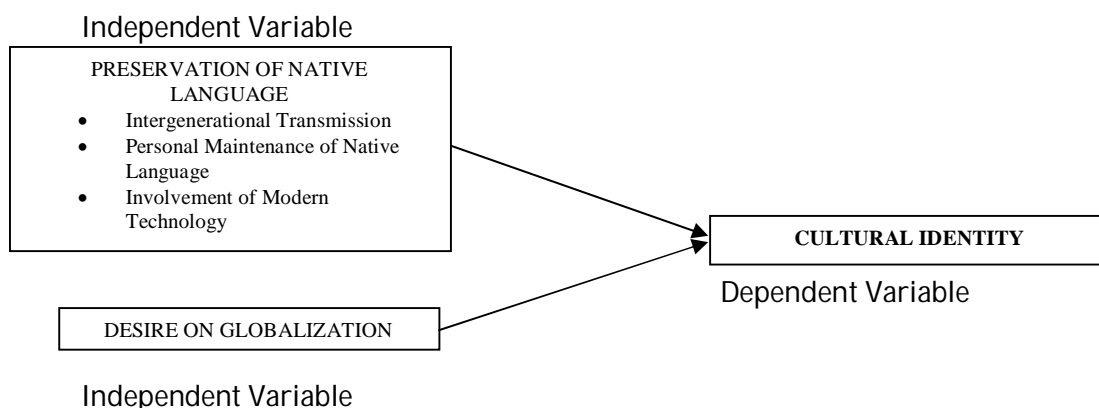 Independent Variable
PRESERVATION OF NATIVE
LANGUAGE
• Intergenerational Transmission
• Personal Maintenance of Native
Language
• Involvement of Modern
Technology
CULTURAL IDENTITY
Dependent Variable
DESIRE ON GLOBALIZATION
Independent Variable